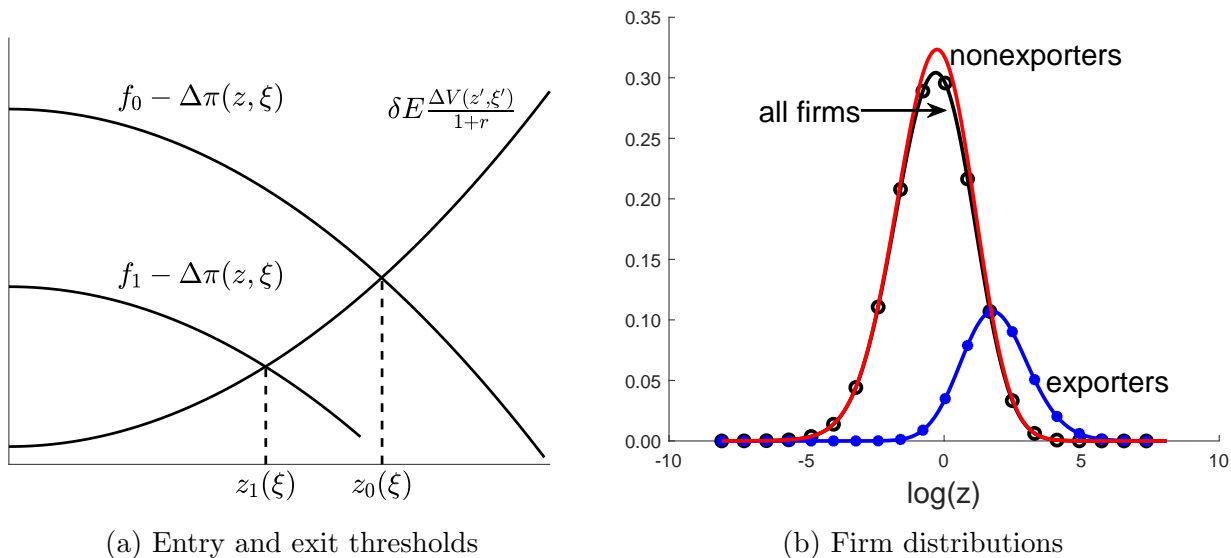 f₀ − Δπ(z, ξ)
δE ΔV(z′,ξ′)/1+r
f₁ − Δπ(z, ξ)
z₁(ξ) z₀(ξ)
(a) Entry and exit thresholds
0.35
0.30
0.25
0.20
0.15
0.10
0.05
0.00
nonexporters
all firms
exporters
-10 -5 0 5 10
log(z)
(b) Firm distributions